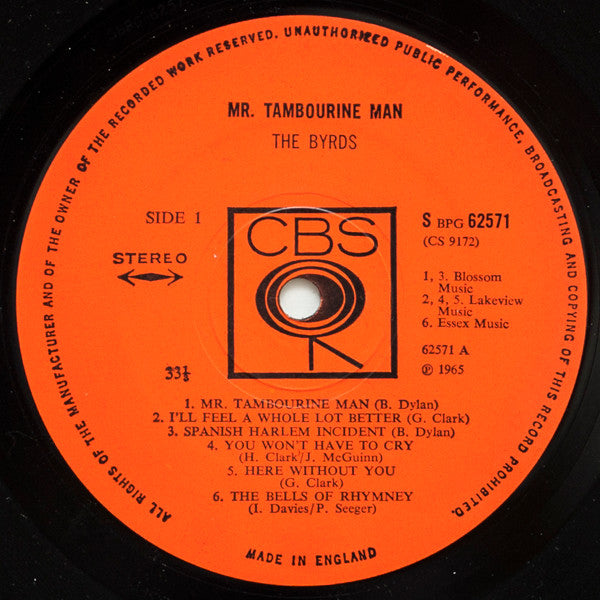 ALL RIGHTS OF THE MANUFACTURER AND OF THE OWNER OF THE RECORDED WORK RESERVED. UNAUTHORISED PUBLIC PERFORMANCE, BROADCASTING AND COPYING OF THIS RECORD PROHIBITED.
MR. TAMBOURINE MAN
THE BYRDS
SIDE 1
STEREO
33⅓
CBS
S BPG 62571
(CS 9172)
1, 3. Blossom
Music
2, 4, 5. Lakeview
Music
6. Essex Music
62571 A
℗ 1965
1. MR. TAMBOURINE MAN (B. Dylan)
2. I'LL FEEL A WHOLE LOT BETTER (G. Clark)
3. SPANISH HARLEM INCIDENT (B. Dylan)
4. YOU WON'T HAVE TO CRY
(H. Clark/J. McGuinn)
5. HERE WITHOUT YOU
(G. Clark)
6. THE BELLS OF RHYMNEY
(I. Davies/P. Seeger)
MADE IN ENGLAND